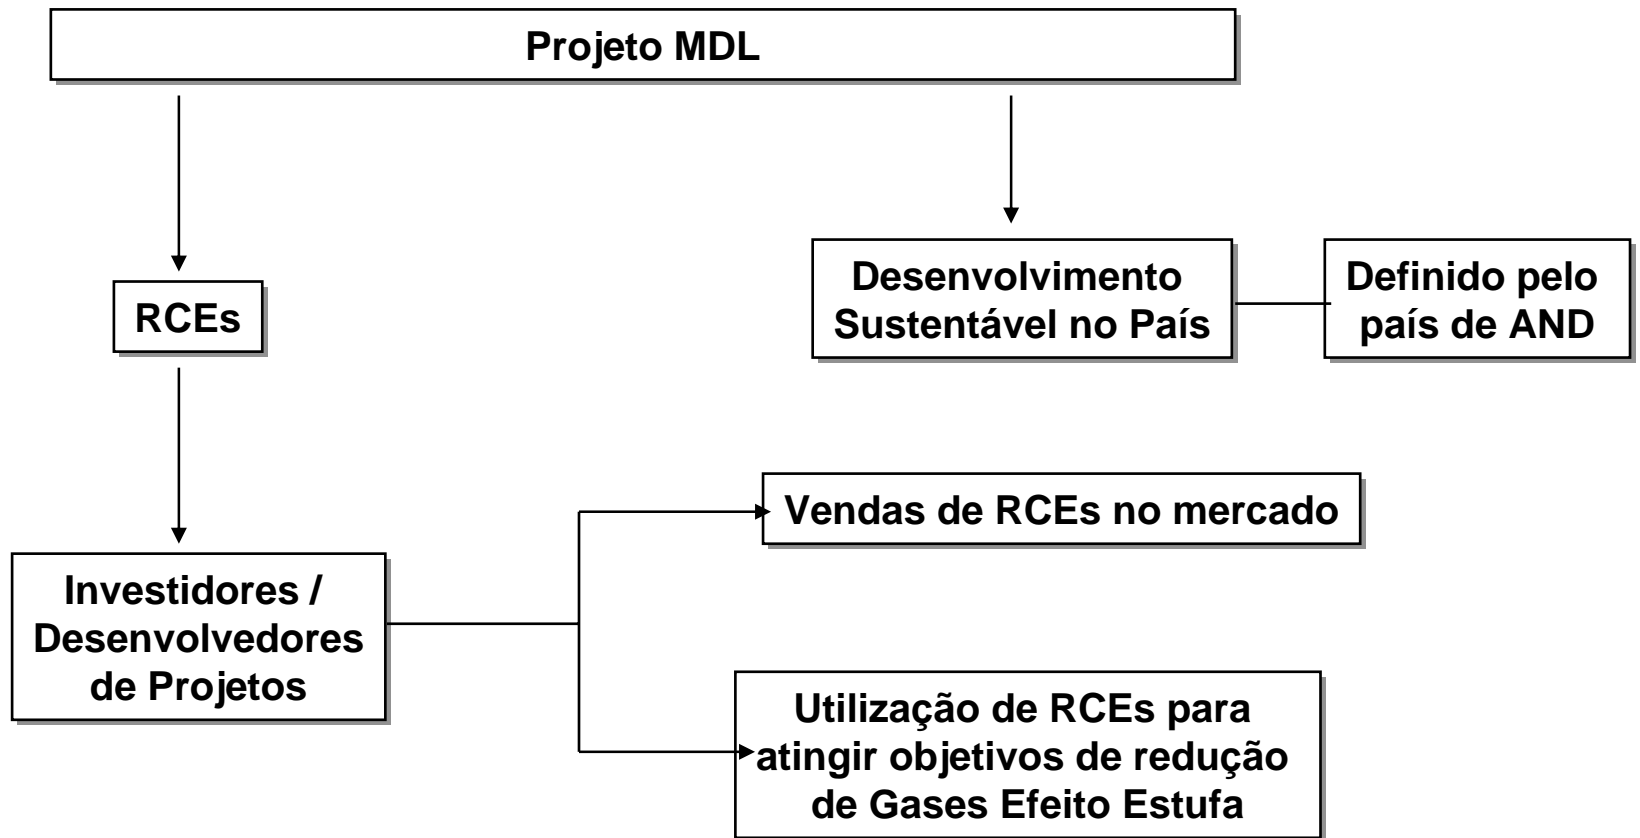 Projeto MDL
RCEs
Desenvolvimento
Sustentável no País
Definido pelo
país de AND
Vendas de RCEs no mercado
Investidores /
Desenvolvedores
de Projetos
Utilização de RCEs para
atingir objetivos de redução
de Gases Efeito Estufa